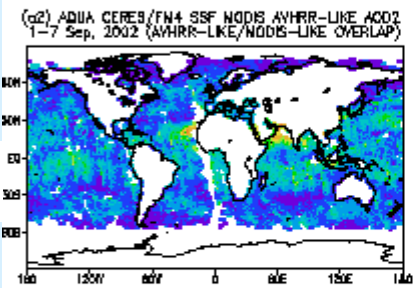 (a2) AQUA CERES/FM4 SSF MODIS AVHRR-LIKE AOD2
1-7 Sep, 2002 (AVHRR-LIKE/MODIS-LIKE OVERLAP)
60N
30N
EQ
30S
60S
180 120W 60W 0 60E 120E 180